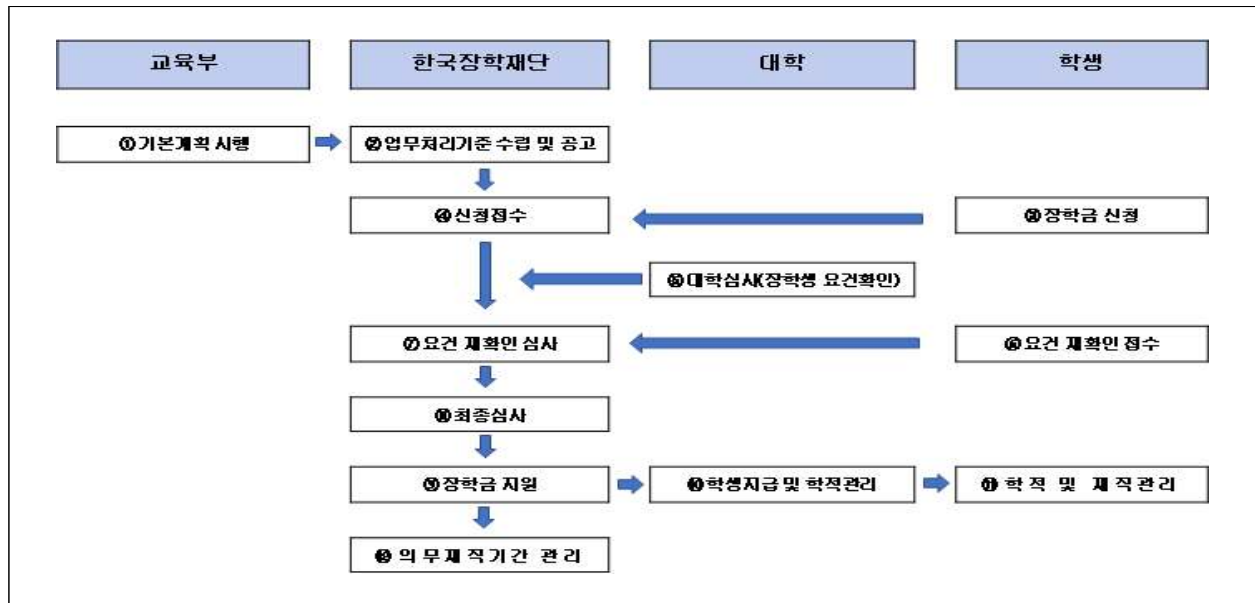 교육부
한국장학재단
대학
학생
①기본계획 시행
②업무처리기준 수립 및 공고
④신청접수
③장학금 신청
⑤대학심사(장학생 요건확인)
⑦요건 재확인 심사
⑥요건 재확인 접수
⑧최종심사
⑨장학금 지원
⑩학생지급 및 학적관리
⑪학적 및 재직관리
⑫의무재직기간 관리